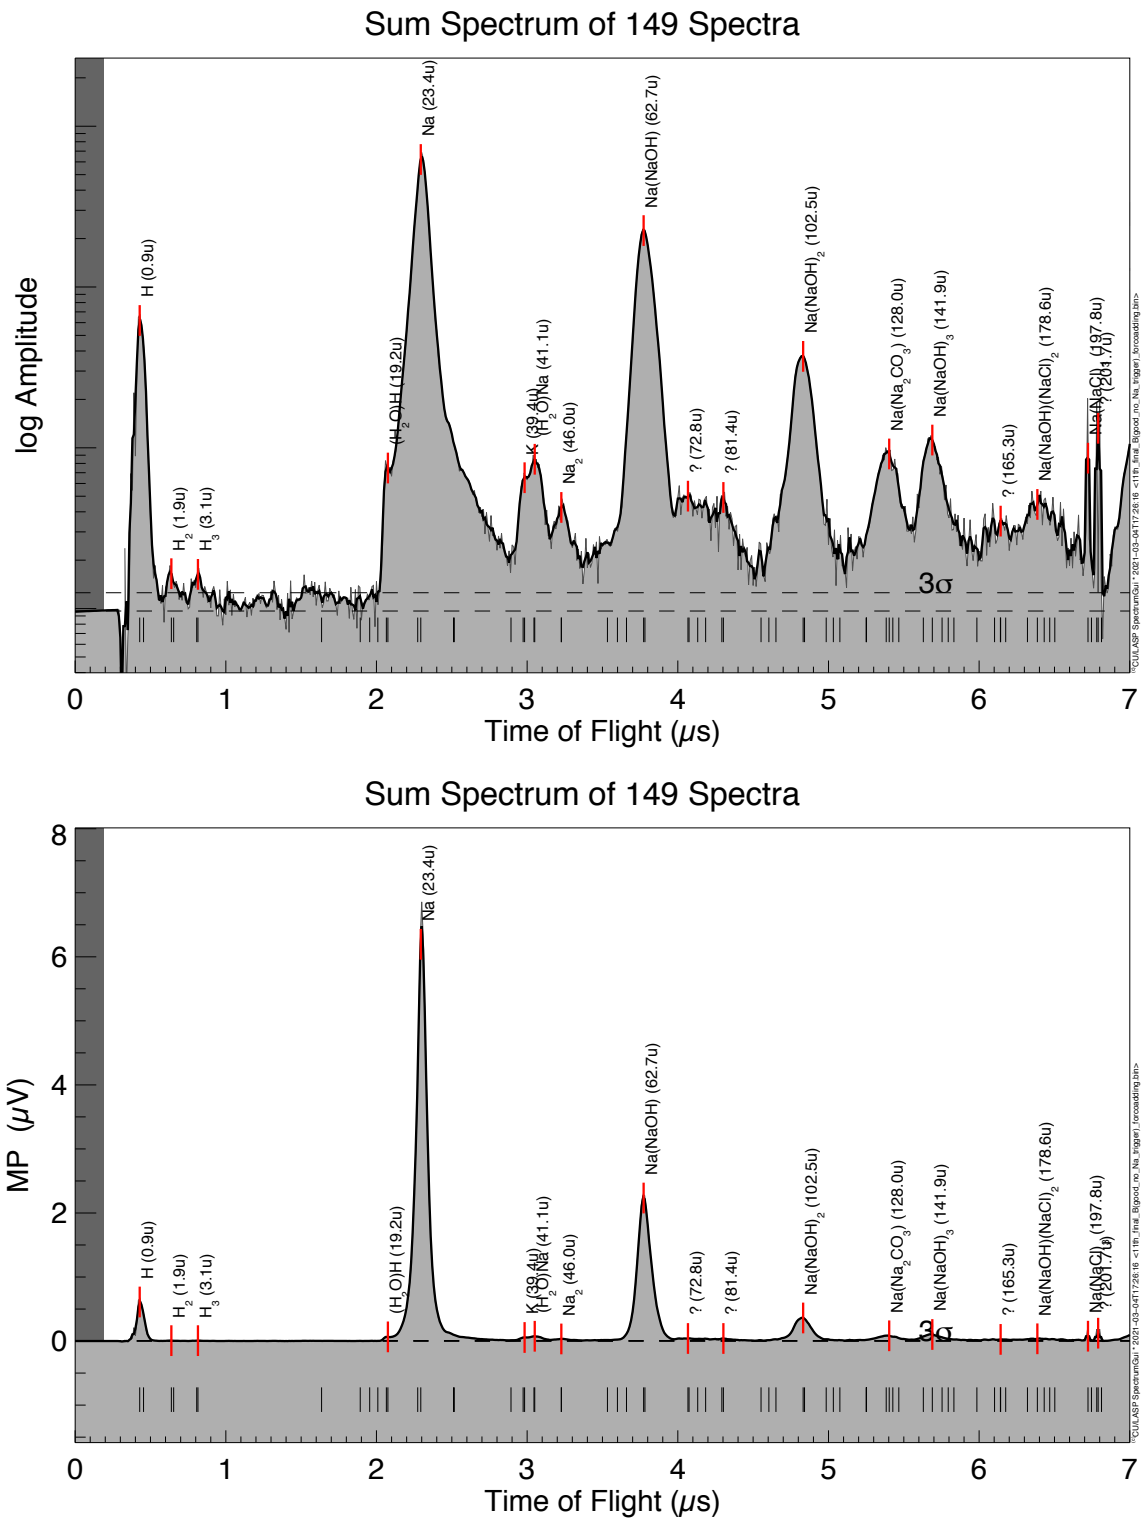 Sum Spectrum of 149 Spectra
log Amplitude
H (0.9u)
H₂ (1.9u)
H₃ (3.1u)
(H₂O)H (19.2u)
Na (23.4u)
K (39.4u)
(H₂O)Na (41.1u)
Na₂ (46.0u)
Na(NaOH) (62.7u)
? (72.8u)
? (81.4u)
Na(NaOH)₂ (102.5u)
Na(Na₂CO₃) (128.0u)
Na(NaOH)₃ (141.9u)
? (165.3u)
Na(NaOH)(NaCl)₂ (178.6u)
(197.8u)
? (201.7u)
3σ
0 1 2 3 4 5 6 7
Time of Flight (μs)
Sum Spectrum of 149 Spectra
MP (μV)
8
6
4
2
0
H (0.9u)
H₂ (1.9u)
H₃ (3.1u)
(H₂O)H (19.2u)
Na (23.4u)
K (39.4u)
(H₂O)Na (41.1u)
Na₂ (46.0u)
Na(NaOH) (62.7u)
? (72.8u)
? (81.4u)
Na(NaOH)₂ (102.5u)
Na(Na₂CO₃) (128.0u)
Na(NaOH)₃ (141.9u)
? (165.3u)
Na(NaOH)(NaCl)₂ (178.6u)
(197.8u)
? (201.7u)
3σ
0 1 2 3 4 5 6 7
Time of Flight (μs)